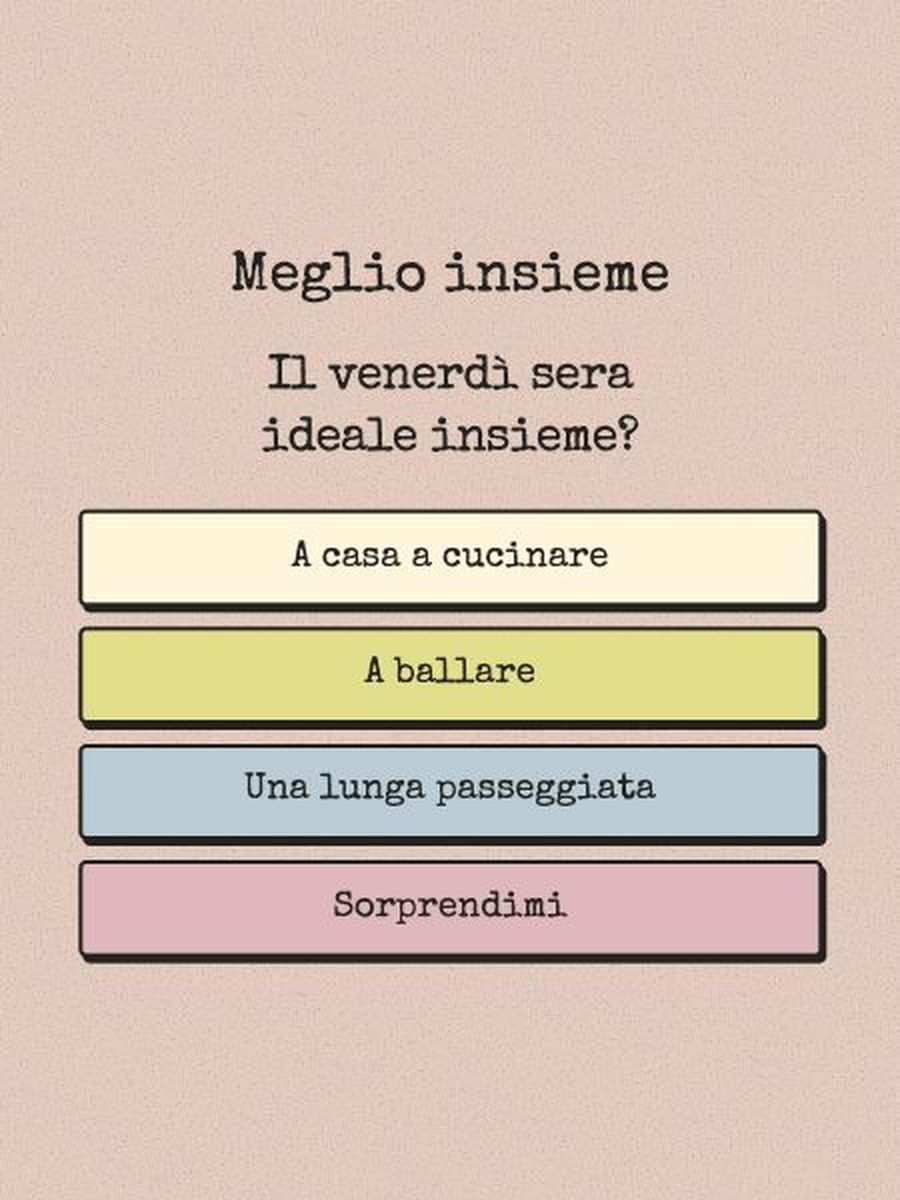 Meglio insieme
Il venerdì sera
ideale insieme?
A casa a cucinare
A ballare
Una lunga passeggiata
Sorprendimi